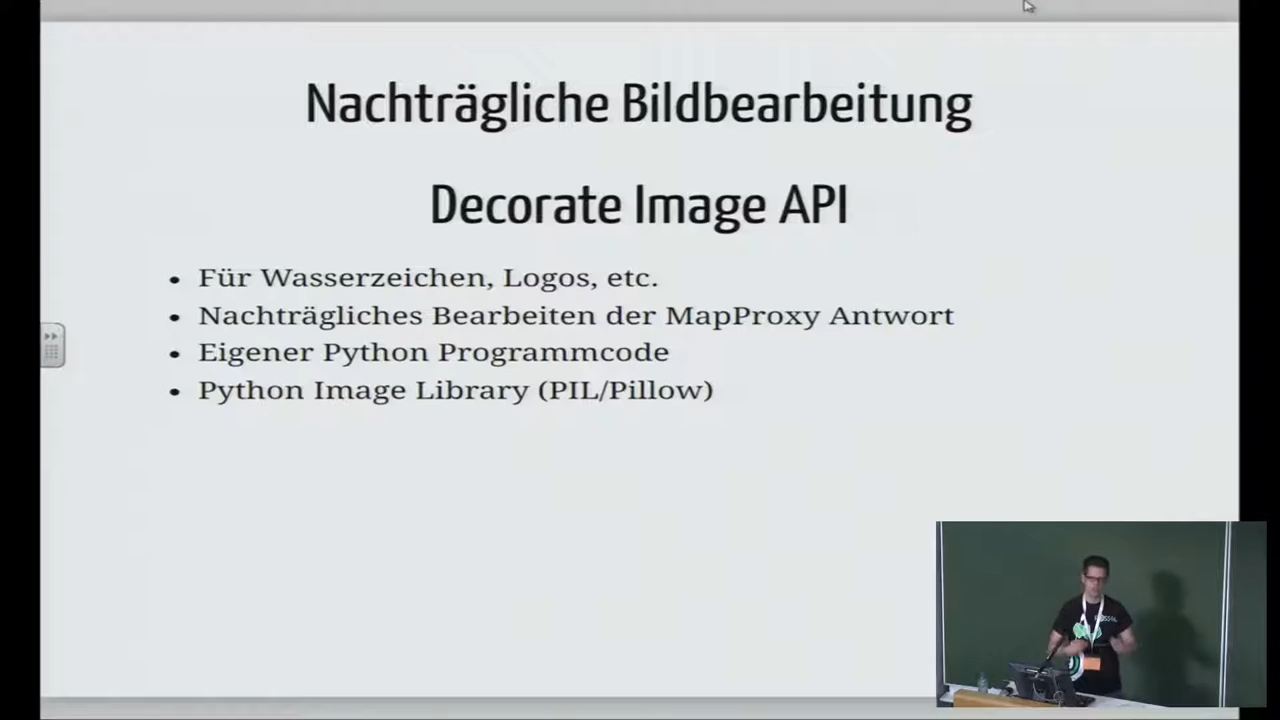 Nachträgliche Bildbearbeitung
Decorate Image API
• Für Wasserzeichen, Logos, etc.
• Nachträgliches Bearbeiten der MapProxy Antwort
• Eigener Python Programmcode
• Python Image Library (PIL/Pillow)